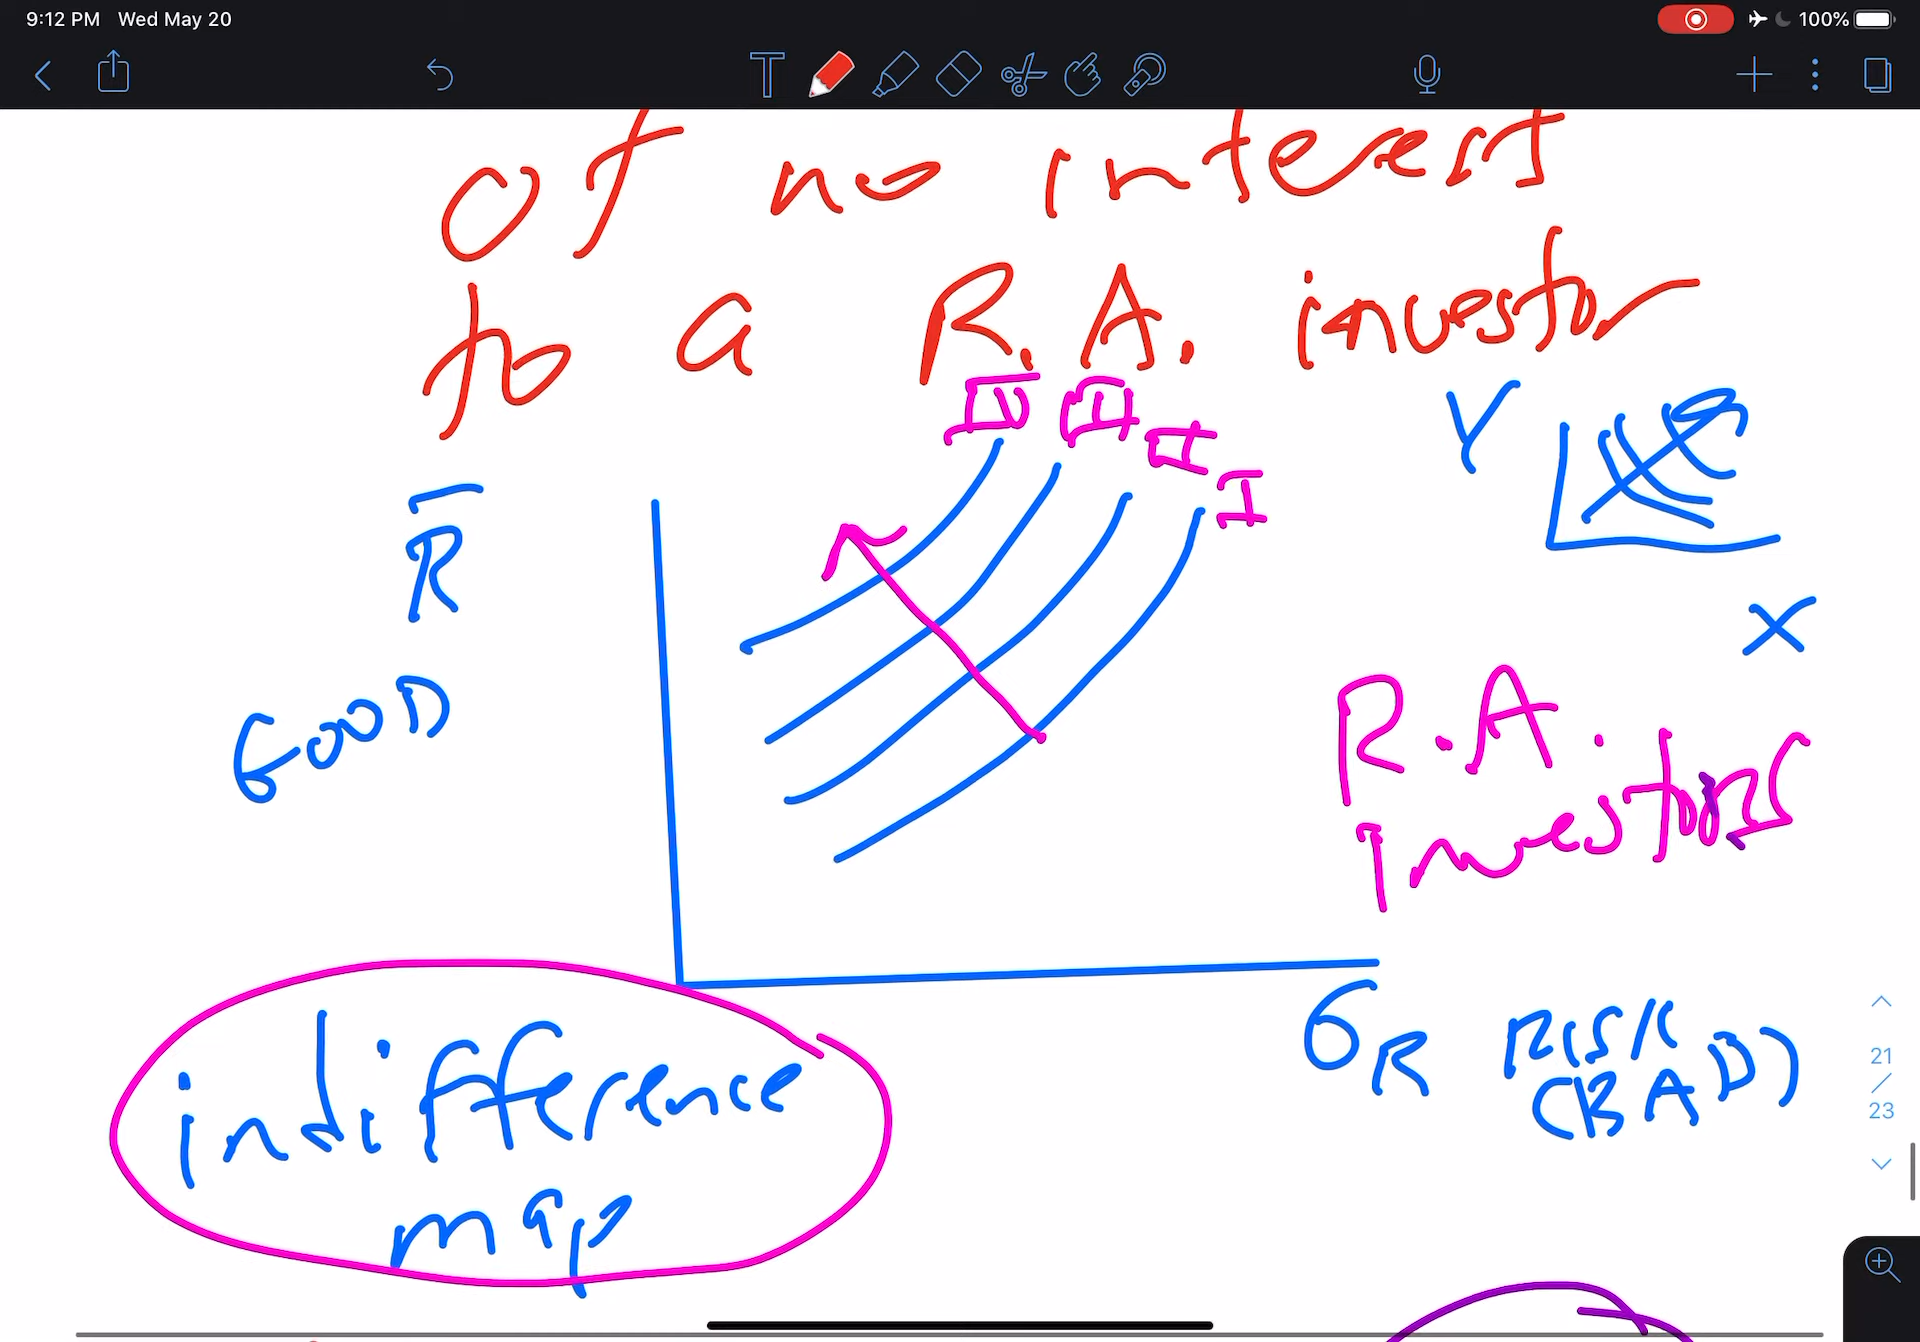 9:12 PM Wed May 20
100%
T
of no interest
to a R.A. investor
IV III II I
Y
R
X
GOOD
R.A.
investors
σR RISK
(BAD)
indifference
map
21
/
23